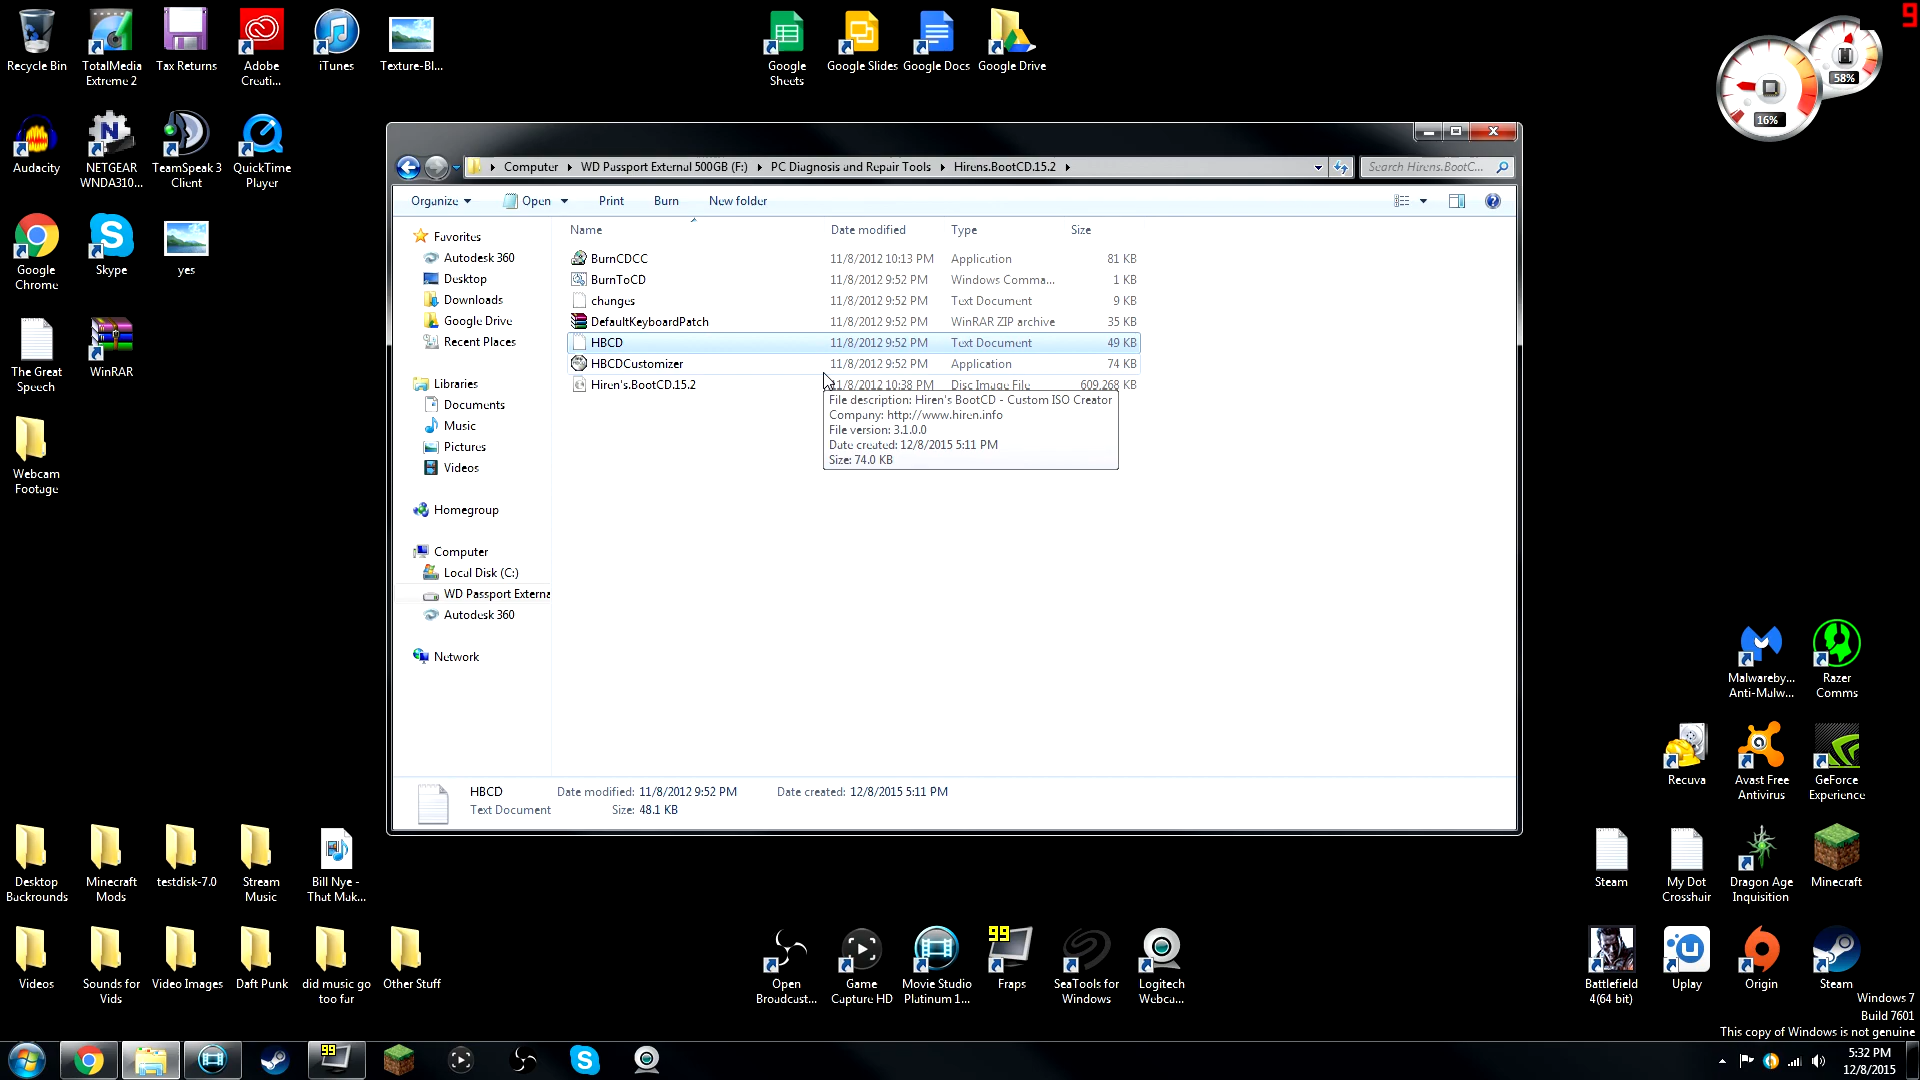 Recycle Bin
TotalMedia
Extreme 2
Tax Returns
Adobe
Creati...
iTunes
Texture-Bl...
Google
Sheets
Google Slides
Google Docs
Google Drive
9
58%
16%
Audacity
NETGEAR
WNDA310...
TeamSpeak 3
Client
QuickTime
Player
Google
Chrome
Skype
yes
The Great
Speech
WinRAR
Webcam
Footage
Computer
WD Passport External 500GB (F:)
PC Diagnosis and Repair Tools
Hirens.BootCD.15.2
Search Hirens.BootC...
Organize
Open
Print
Burn
New folder
Favorites
Autodesk 360
Desktop
Downloads
Google Drive
Recent Places
Libraries
Documents
Music
Pictures
Videos
Homegroup
Computer
Local Disk (C:)
WD Passport Externa
Autodesk 360
Network
Name Date modified Type Size
BurnCDCC 11/8/2012 10:13 PM Application 81 KB
BurnToCD 11/8/2012 9:52 PM Windows Comma... 1 KB
changes 11/8/2012 9:52 PM Text Document 9 KB
DefaultKeyboardPatch 11/8/2012 9:52 PM WinRAR ZIP archive 35 KB
HBCD 11/8/2012 9:52 PM Text Document 49 KB
HBCDCustomizer 11/8/2012 9:52 PM Application 74 KB
Hiren's.BootCD.15.2 11/8/2012 10:38 PM Disc Image File 609,268 KB
File description: Hiren's BootCD - Custom ISO Creator
Company: http://www.hiren.info
File version: 3.1.0.0
Date created: 12/8/2015 5:11 PM
Size: 74.0 KB
HBCD Date modified: 11/8/2012 9:52 PM Date created: 12/8/2015 5:11 PM
Text Document Size: 48.1 KB
Malwareby...
Anti-Malw...
Razer
Comms
Recuva
Avast Free
Antivirus
GeForce
Experience
Desktop
Backrounds
Minecraft
Mods
testdisk-7.0
Stream
Music
Bill Nye -
That Mak...
Steam
My Dot
Crosshair
Dragon Age
Inquisition
Minecraft
Videos
Sounds for
Vids
Video Images
Daft Punk
did music go
too far
Other Stuff
Open
Broadcast...
Game
Capture HD
Movie Studio
Platinum 1...
99
Fraps
SeaTools for
Windows
Logitech
Webca...
Battlefield
4(64 bit)
Uplay
Origin
Steam
Windows 7
Build 7601
This copy of Windows is not genuine
99
5:32 PM
12/8/2015